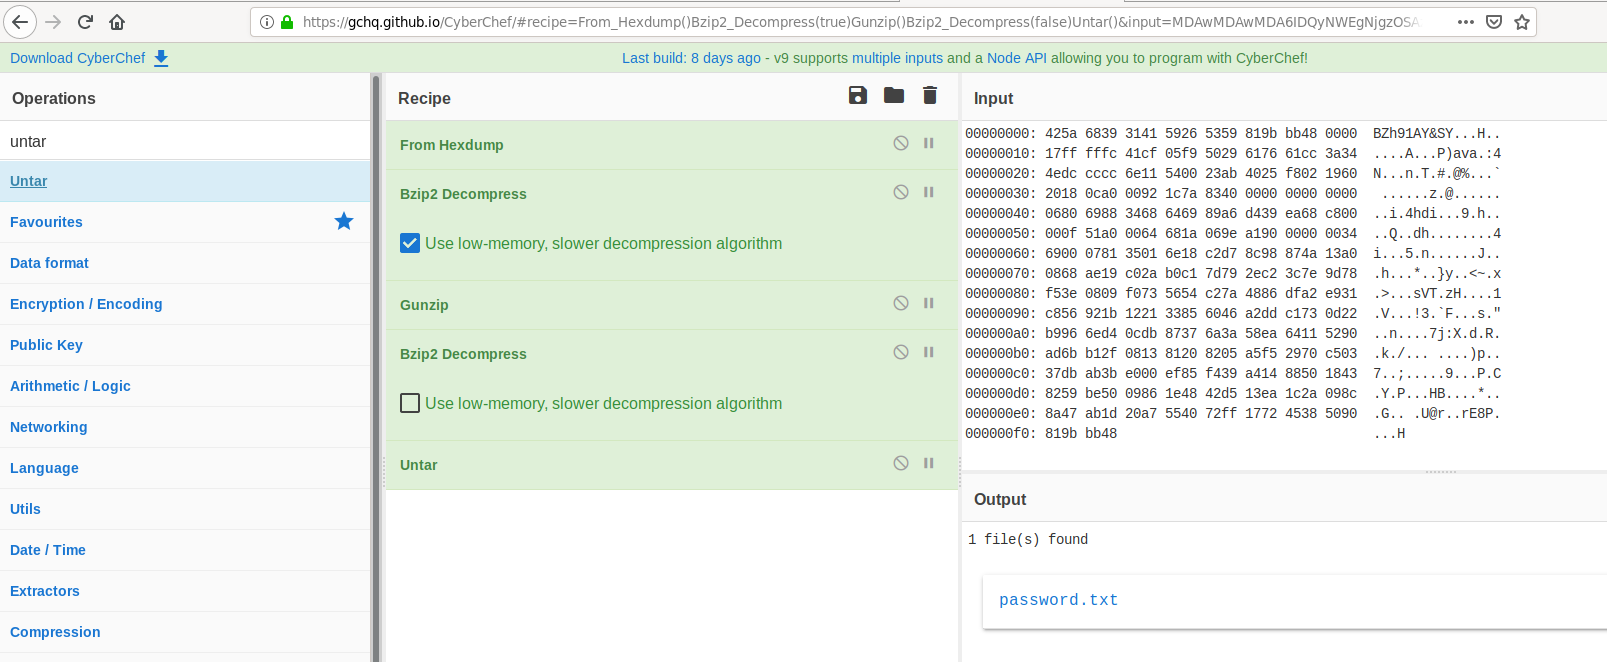 https://gchq.github.io/CyberChef/#recipe=From_Hexdump()Bzip2_Decompress(true)Gunzip()Bzip2_Decompress(false)Untar()&input=MDAwMDAwMDA6IDQyNWEgNjgzOSA
Download CyberChef
Last build: 8 days ago - v9 supports multiple inputs and a Node API allowing you to program with CyberChef!
Operations
untar
Untar
Favourites
Data format
Encryption / Encoding
Public Key
Arithmetic / Logic
Networking
Language
Utils
Date / Time
Extractors
Compression
Recipe
From Hexdump
Bzip2 Decompress
Use low-memory, slower decompression algorithm
Gunzip
Bzip2 Decompress
Use low-memory, slower decompression algorithm
Untar
Input
00000000: 425a 6839 3141 5926 5359 819b bb48 0000  BZh91AY&SY...H..
00000010: 17ff fffc 41cf 05f9 5029 6176 61cc 3a34  ....A...P)ava.:4
00000020: 4edc cccc 6e11 5400 23ab 4025 f802 1960  N...n.T.#.@%...`
00000030: 2018 0ca0 0092 1c7a 8340 0000 0000 0000   ......z.@......
00000040: 0680 6988 3468 6469 89a6 d439 ea68 c800  ..i.4hdi...9.h..
00000050: 000f 51a0 0064 681a 069e a190 0000 0034  ..Q..dh........4
00000060: 6900 0781 3501 6e18 c2d7 8c98 874a 13a0  i...5.n......J..
00000070: 0868 ae19 c02a b0c1 7d79 2ec2 3c7e 9d78  .h...*..}y..<~.x
00000080: f53e 0809 f073 5654 c27a 4886 dfa2 e931  .>...sVT.zH....1
00000090: c856 921b 1221 3385 6046 a2dd c173 0d22  .V...!3.`F...s."
000000a0: b996 6ed4 0cdb 8737 6a3a 58ea 6411 5290  ..n....7j:X.d.R.
000000b0: ad6b b12f 0813 8120 8205 a5f5 2970 c503  .k./... ....)p..
000000c0: 37db ab3b e000 ef85 f439 a414 8850 1843  7..;.....9...P.C
000000d0: 8259 be50 0986 1e48 42d5 13ea 1c2a 098c  .Y.P...HB....*..
000000e0: 8a47 ab1d 20a7 5540 72ff 1772 4538 5090  .G.. .U@r..rE8P.
000000f0: 819b bb48                                ...H
Output
1 file(s) found
password.txt